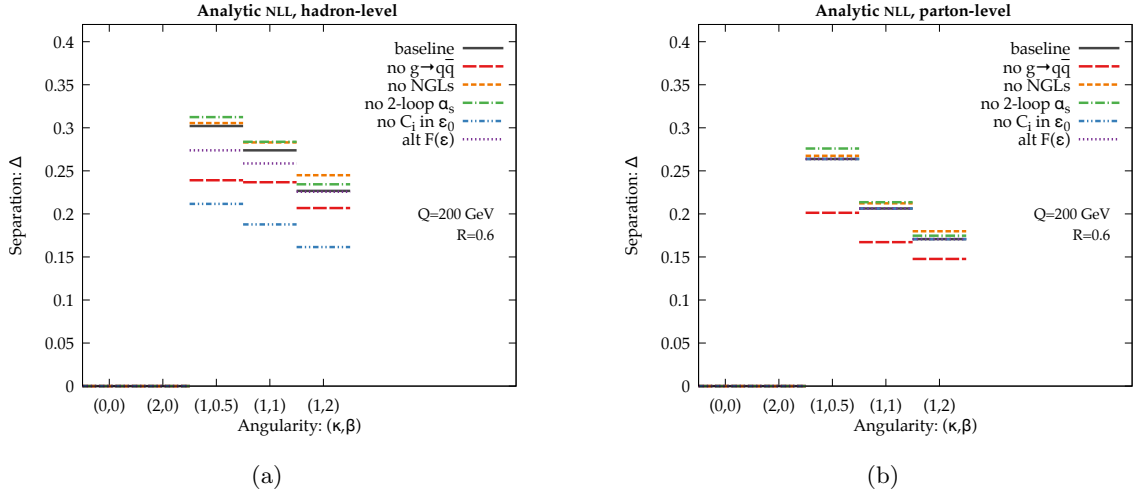 Analytic NLL, hadron-level
0.4
0.35
0.3
0.25
0.2
0.15
0.1
0.05
0
Separation: Δ
baseline
no g→qq̅
no NGLs
no 2-loop αs
no Ci in ε0
alt F(ε)
Q=200 GeV
R=0.6
(0,0) (2,0) (1,0.5) (1,1) (1,2)
Angularity: (κ,β)
(a)
Analytic NLL, parton-level
0.4
0.35
0.3
0.25
0.2
0.15
0.1
0.05
0
Separation: Δ
baseline
no g→qq̅
no NGLs
no 2-loop αs
no Ci in ε0
alt F(ε)
Q=200 GeV
R=0.6
(0,0) (2,0) (1,0.5) (1,1) (1,2)
Angularity: (κ,β)
(b)